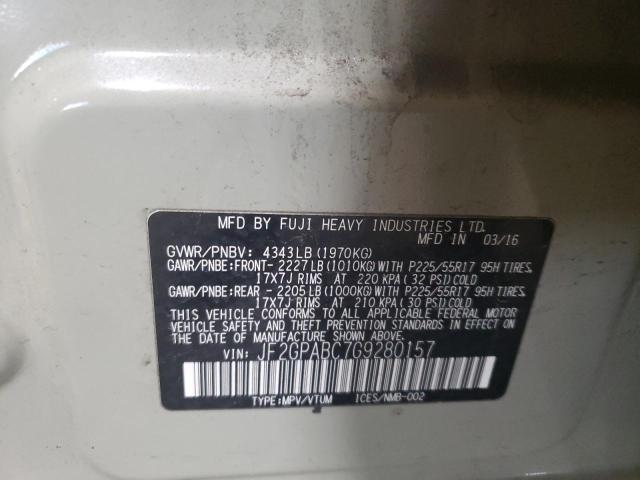 MFD BY FUJI HEAVY INDUSTRIES LTD.
MFD IN 03/16
GVWR/PNBV: 4343LB(1970KG)
GAWR/PNBE:FRONT-2227LB(1010KG)WITH P225/55R17 95H TIRES,
17X7J RIMS AT 220 KPA(32 PSI)COLD
GAWR/PNBE:REAR -2205LB(1000KG)WITH P225/55R17 95H TIRES,
17X7J RIMS AT 210 KPA(30 PSI)COLD
THIS VEHICLE CONFORMS TO ALL APPLICABLE FEDERAL MOTOR
VEHICLE SAFETY AND THEFT PREVENTION STANDARDS IN EFFECT ON
THE DATE OF MANUFACTURE SHOWN ABOVE.
VIN: JF2GPABC7G9280157
TYPE:MPV/VTUM ICES/NMB-002